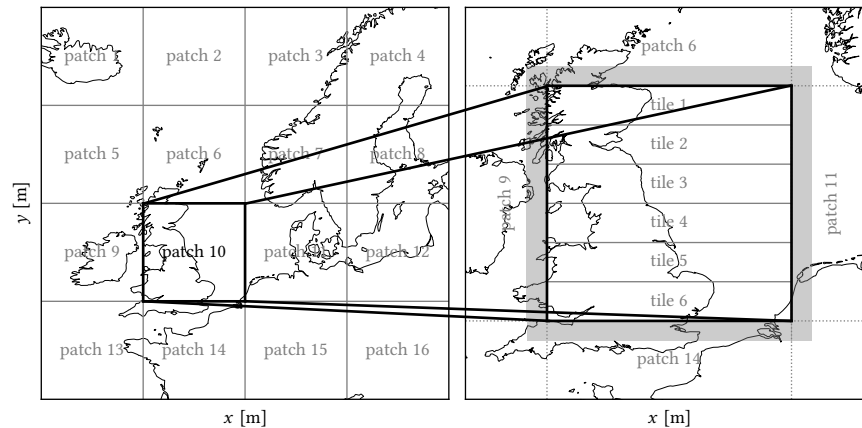 patch 1
patch 2
patch 3
patch 4
patch 5
patch 6
patch 7
patch 8
patch 9
patch 10
patch 11
patch 12
patch 13
patch 14
patch 15
patch 16
x [m]
y [m]
patch 6
tile 1
tile 2
tile 3
tile 4
tile 5
tile 6
patch 9
patch 11
patch 14
x [m]